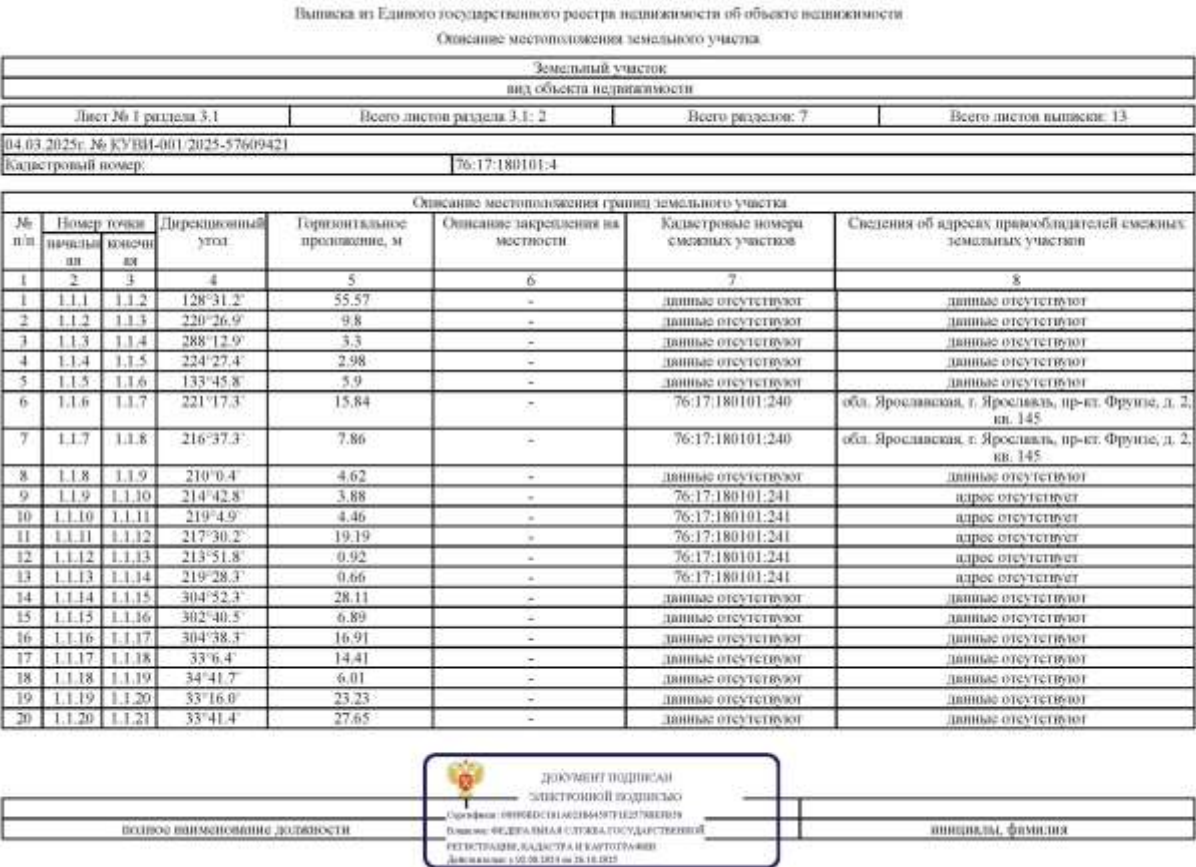 Выписка из Единого государственного реестра недвижимости об объекте недвижимости
Описание местоположения земельного участка
Земельный участок
вид объекта недвижимости
Лист № 1 раздела 3.1 Всего листов раздела 3.1: 2 Всего разделов: 7 Всего листов выписки: 13
04.03.2025г. № КУВИ-001/2025-57609421
Кадастровый номер: 76:17:180101:4
Описание местоположения границ земельного участка
№ п/п Номер точки Дирекционный угол Горизонтальное проложение, м Описание закрепления на местности Кадастровые номера смежных участков Сведения об адресах правообладателей смежных земельных участков
начальная конечная
1 2 3 4 5 6 7 8
1 1.1.1 1.1.2 128°31.2` 55.57 - данные отсутствуют данные отсутствуют
2 1.1.2 1.1.3 220°26.9` 9.8 - данные отсутствуют данные отсутствуют
3 1.1.3 1.1.4 288°12.9` 3.3 - данные отсутствуют данные отсутствуют
4 1.1.4 1.1.5 224°27.4` 2.98 - данные отсутствуют данные отсутствуют
5 1.1.5 1.1.6 133°45.8` 5.9 - данные отсутствуют данные отсутствуют
6 1.1.6 1.1.7 221°17.3` 15.84 - 76:17:180101:240 обл. Ярославская, г. Ярославль, пр-кт. Фрунзе, д. 2, кв. 145
7 1.1.7 1.1.8 216°37.3` 7.86 - 76:17:180101:240 обл. Ярославская, г. Ярославль, пр-кт. Фрунзе, д. 2, кв. 145
8 1.1.8 1.1.9 210°0.4` 4.62 - данные отсутствуют данные отсутствуют
9 1.1.9 1.1.10 214°42.8` 3.88 - 76:17:180101:241 адрес отсутствует
10 1.1.10 1.1.11 219°4.9` 4.46 - 76:17:180101:241 адрес отсутствует
11 1.1.11 1.1.12 217°30.2` 19.19 - 76:17:180101:241 адрес отсутствует
12 1.1.12 1.1.13 213°51.8` 0.92 - 76:17:180101:241 адрес отсутствует
13 1.1.13 1.1.14 219°28.3` 0.66 - 76:17:180101:241 адрес отсутствует
14 1.1.14 1.1.15 304°52.3` 28.11 - данные отсутствуют данные отсутствуют
15 1.1.15 1.1.16 302°40.5` 6.89 - данные отсутствуют данные отсутствуют
16 1.1.16 1.1.17 304°38.3` 16.91 - данные отсутствуют данные отсутствуют
17 1.1.17 1.1.18 33°6.4` 14.41 - данные отсутствуют данные отсутствуют
18 1.1.18 1.1.19 34°41.7` 6.01 - данные отсутствуют данные отсутствуют
19 1.1.19 1.1.20 33°16.0` 23.23 - данные отсутствуют данные отсутствуют
20 1.1.20 1.1.21 33°41.4` 27.65 - данные отсутствуют данные отсутствуют
ДОКУМЕНТ ПОДПИСАН
ЭЛЕКТРОННОЙ ПОДПИСЬЮ
Сертификат:
Владелец: ФЕДЕРАЛЬНАЯ СЛУЖБА ГОСУДАРСТВЕННОЙ
РЕГИСТРАЦИИ, КАДАСТРА И КАРТОГРАФИИ
Действителен: с 02.08.2024 по 26.10.2025
полное наименование должности инициалы, фамилия